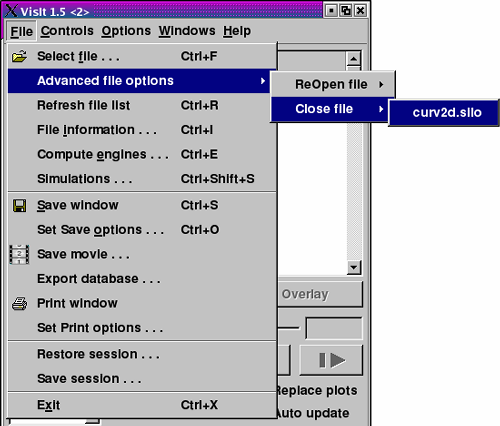 VisIt 1.5 <2>
File Controls Options Windows Help
Select file . . . Ctrl+F
Advanced file options
ReOpen file
Close file
curv2d.silo
Refresh file list Ctrl+R
File Information . . . Ctrl+I
Compute engines . . . Ctrl+E
Simulations . . . Ctrl+Shift+S
Save window Ctrl+S
Set Save options . . . Ctrl+O
Save movie . . .
Export database . . .
Overlay
Print window
Set Print options . . .
Restore session . . .
Save session . . .
Replace plots
Exit Ctrl+X
Auto update